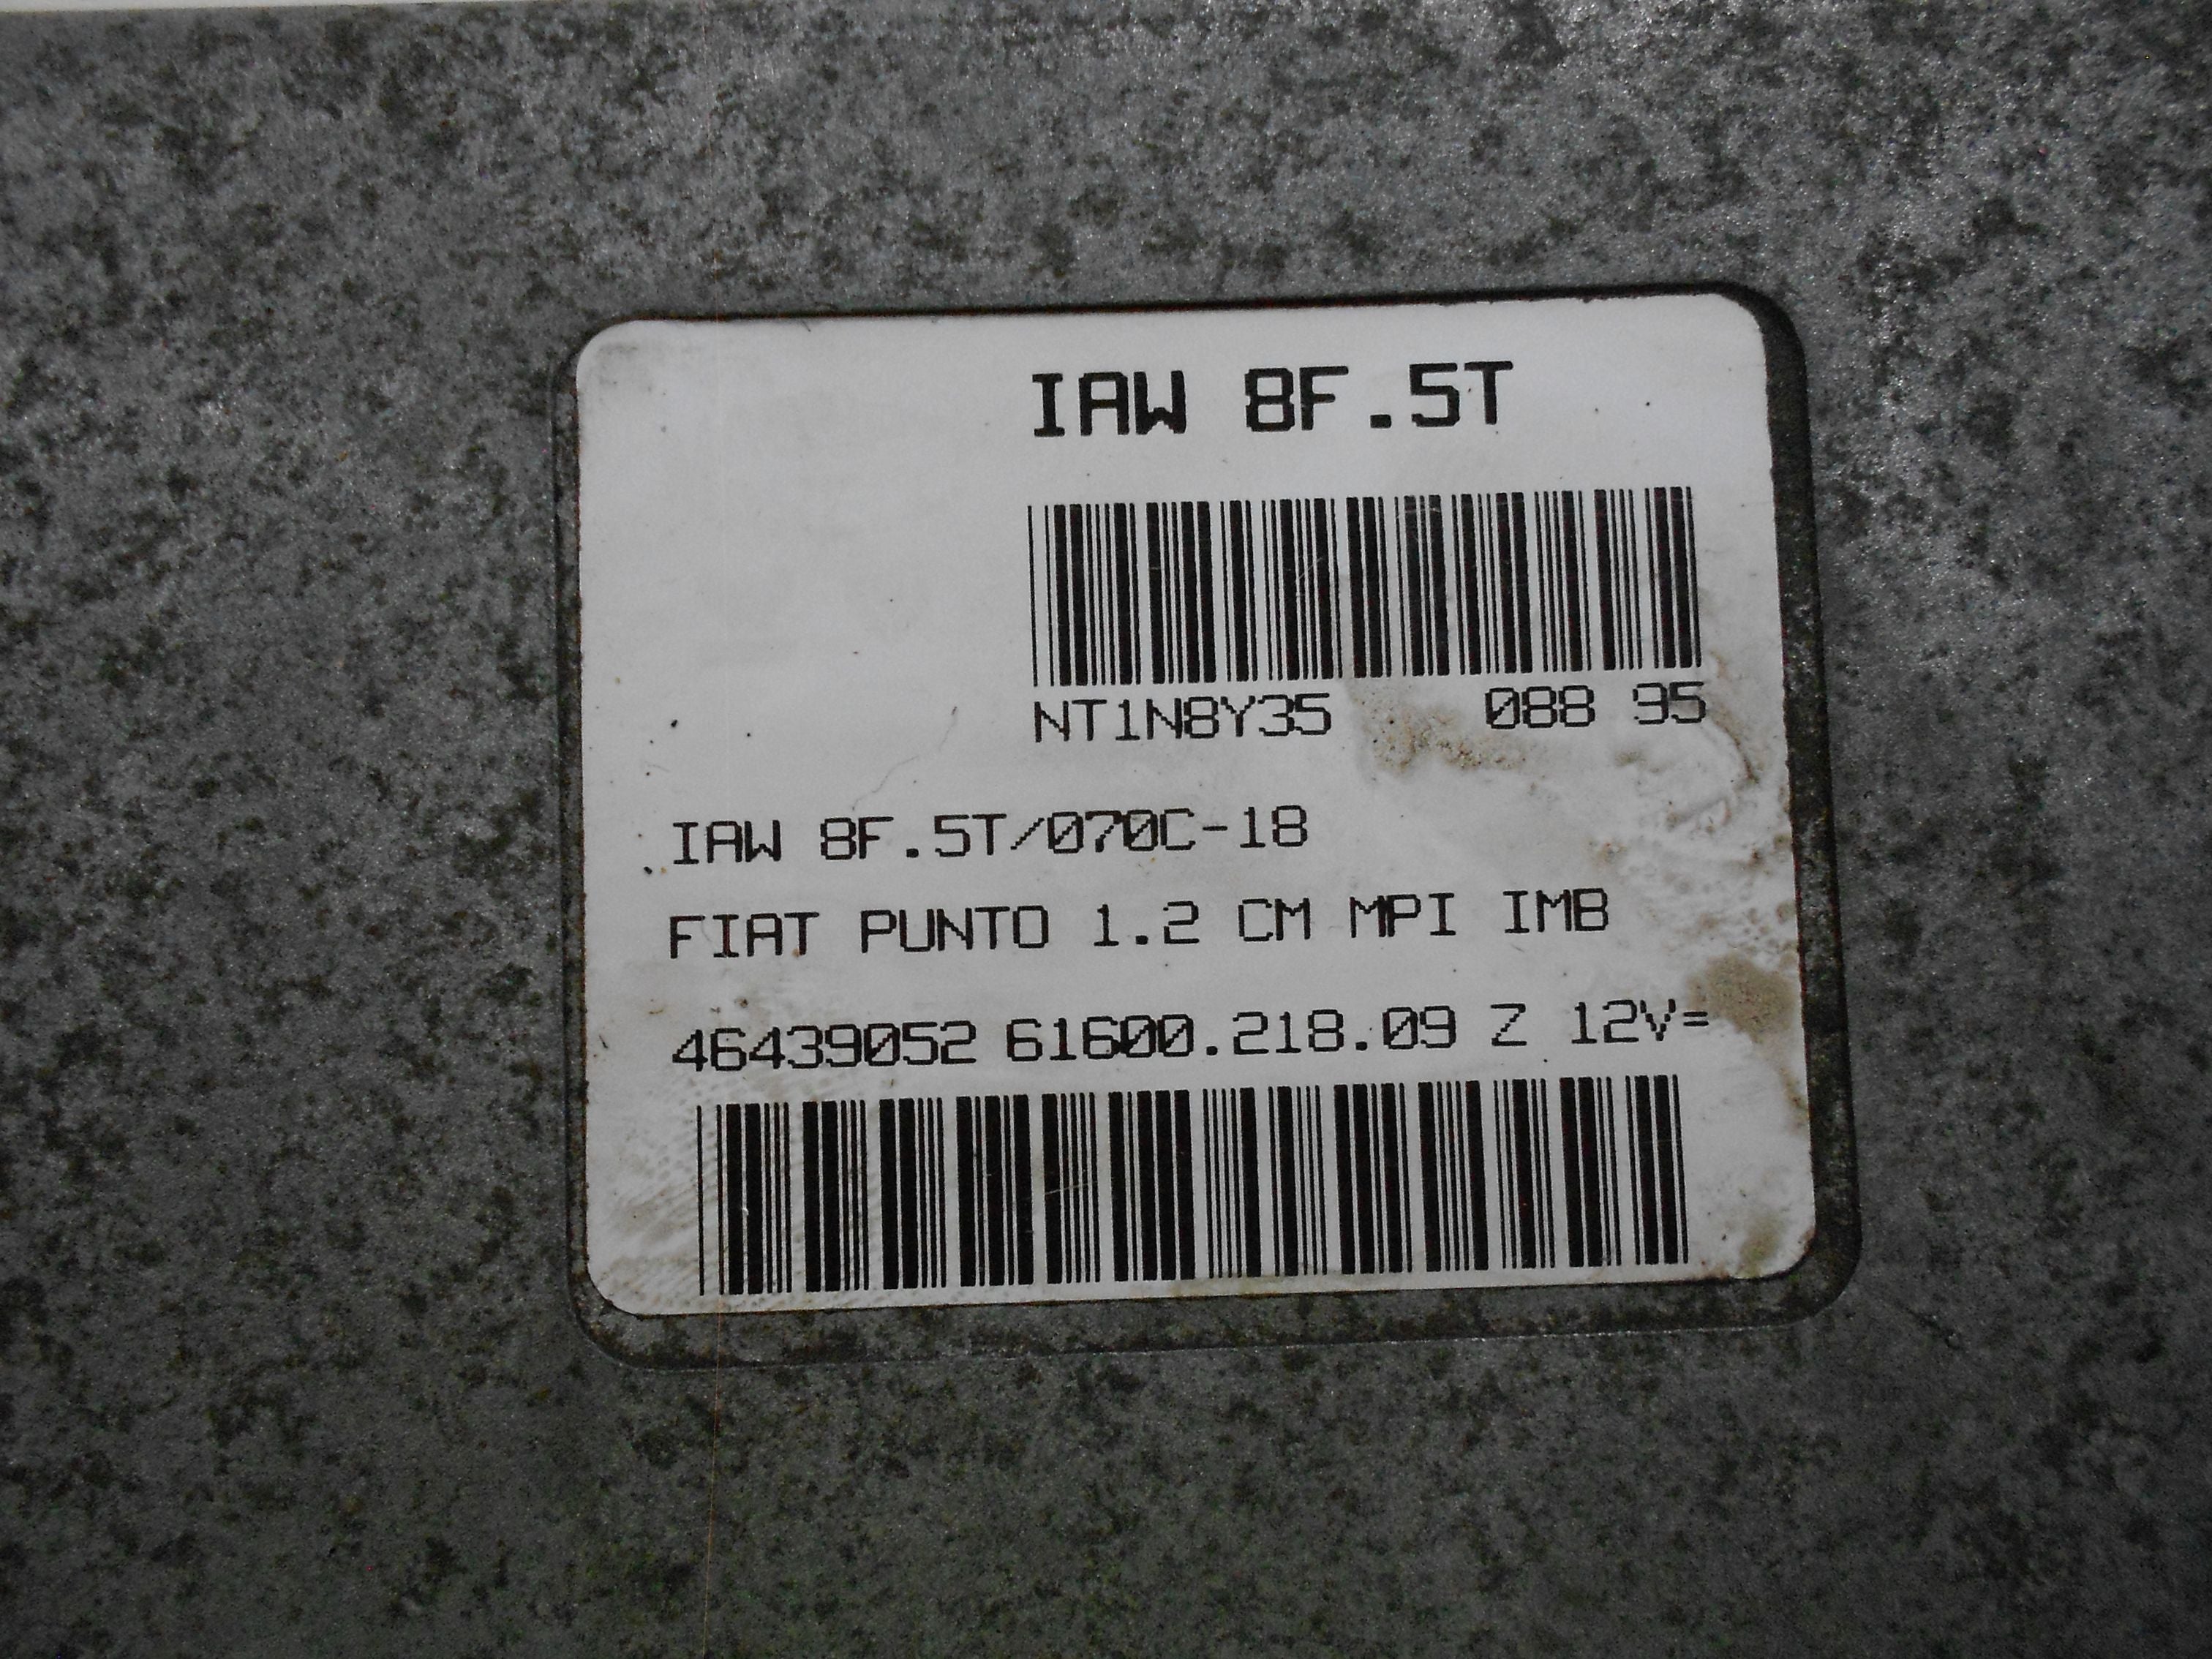 IAW 8F.5T
NT1N8Y35 088 95
IAW 8F.5T/070C-18
FIAT PUNTO 1.2 CM MPI IMB
46439052 61600.218.09 Z 12V=